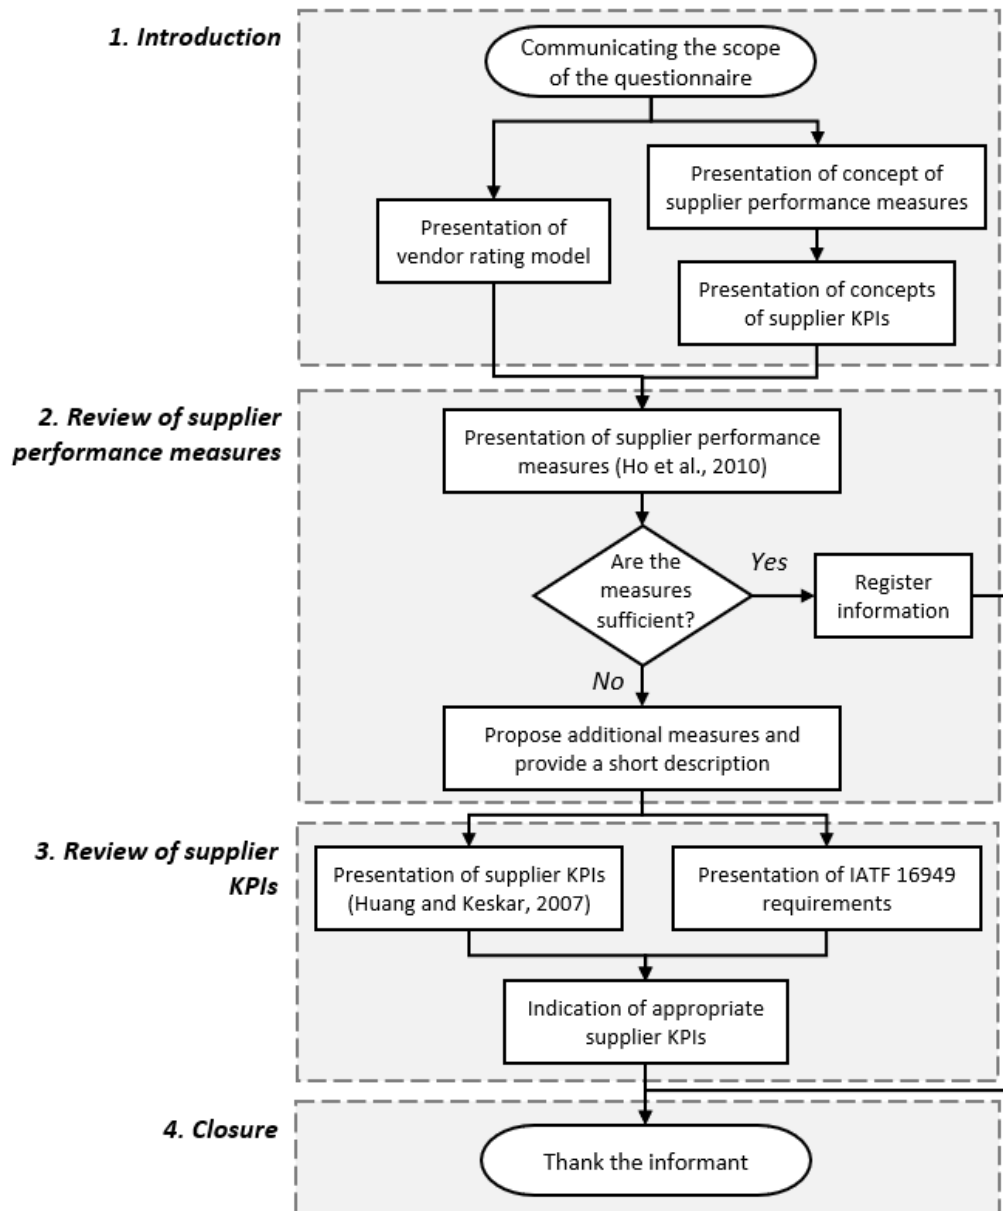 1. Introduction
Communicating the scope
of the questionnaire
Presentation of
vendor rating model
Presentation of concept of
supplier performance measures
Presentation of concepts
of supplier KPIs
2. Review of supplier
performance measures
Presentation of supplier performance
measures (Ho et al., 2010)
Are the
measures
sufficient?
Yes
Register
information
No
Propose additional measures and
provide a short description
3. Review of supplier
KPIs
Presentation of supplier KPIs
(Huang and Keskar, 2007)
Presentation of IATF 16949
requirements
Indication of appropriate
supplier KPIs
4. Closure
Thank the informant